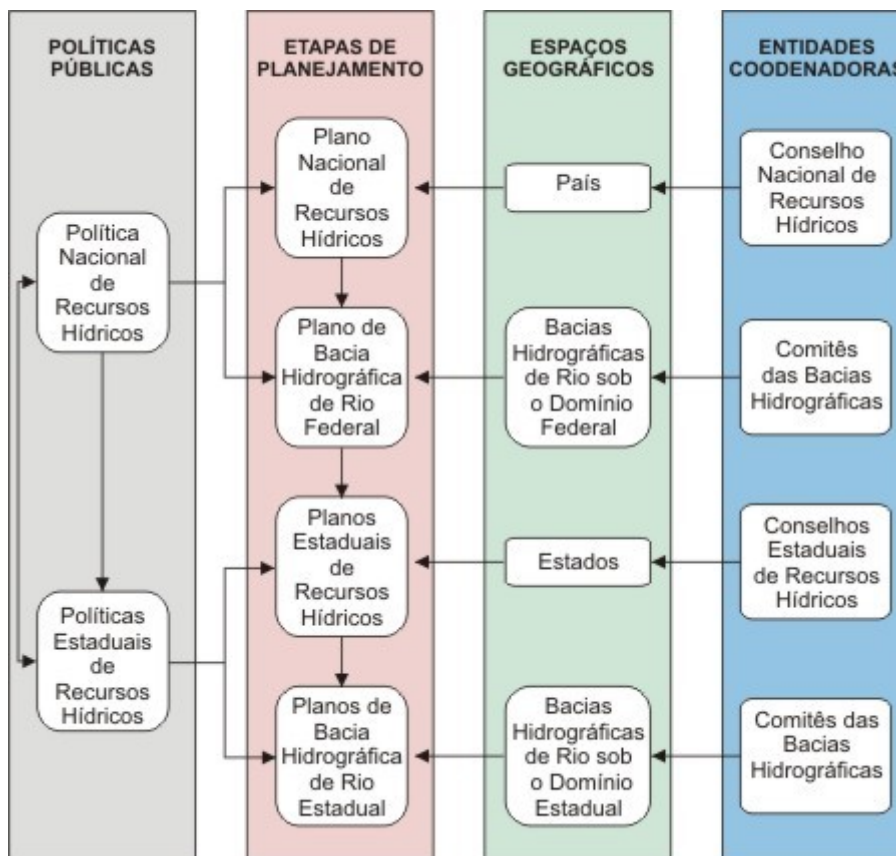 POLÍTICAS
PÚBLICAS
ETAPAS DE
PLANEJAMENTO
ESPAÇOS
GEOGRÁFICOS
ENTIDADES
COODENADORAS
Política
Nacional
de
Recursos
Hídricos
Políticas
Estaduais
de
Recursos
Hídricos
Plano
Nacional
de
Recursos
Hídricos
Plano de
Bacia
Hidrográfica
de Rio
Federal
Planos
Estaduais
de
Recursos
Hídricos
Planos de
Bacia
Hidrográfica
de Rio
Estadual
País
Bacias
Hidrográficas
de Rio sob
o Domínio
Federal
Estados
Bacias
Hidrográficas
de Rio sob
o Domínio
Estadual
Conselho
Nacional de
Recursos
Hídricos
Comitês
das Bacias
Hidrográficas
Conselhos
Estaduais
de Recursos
Hídricos
Comitês das
Bacias
Hidrográficas